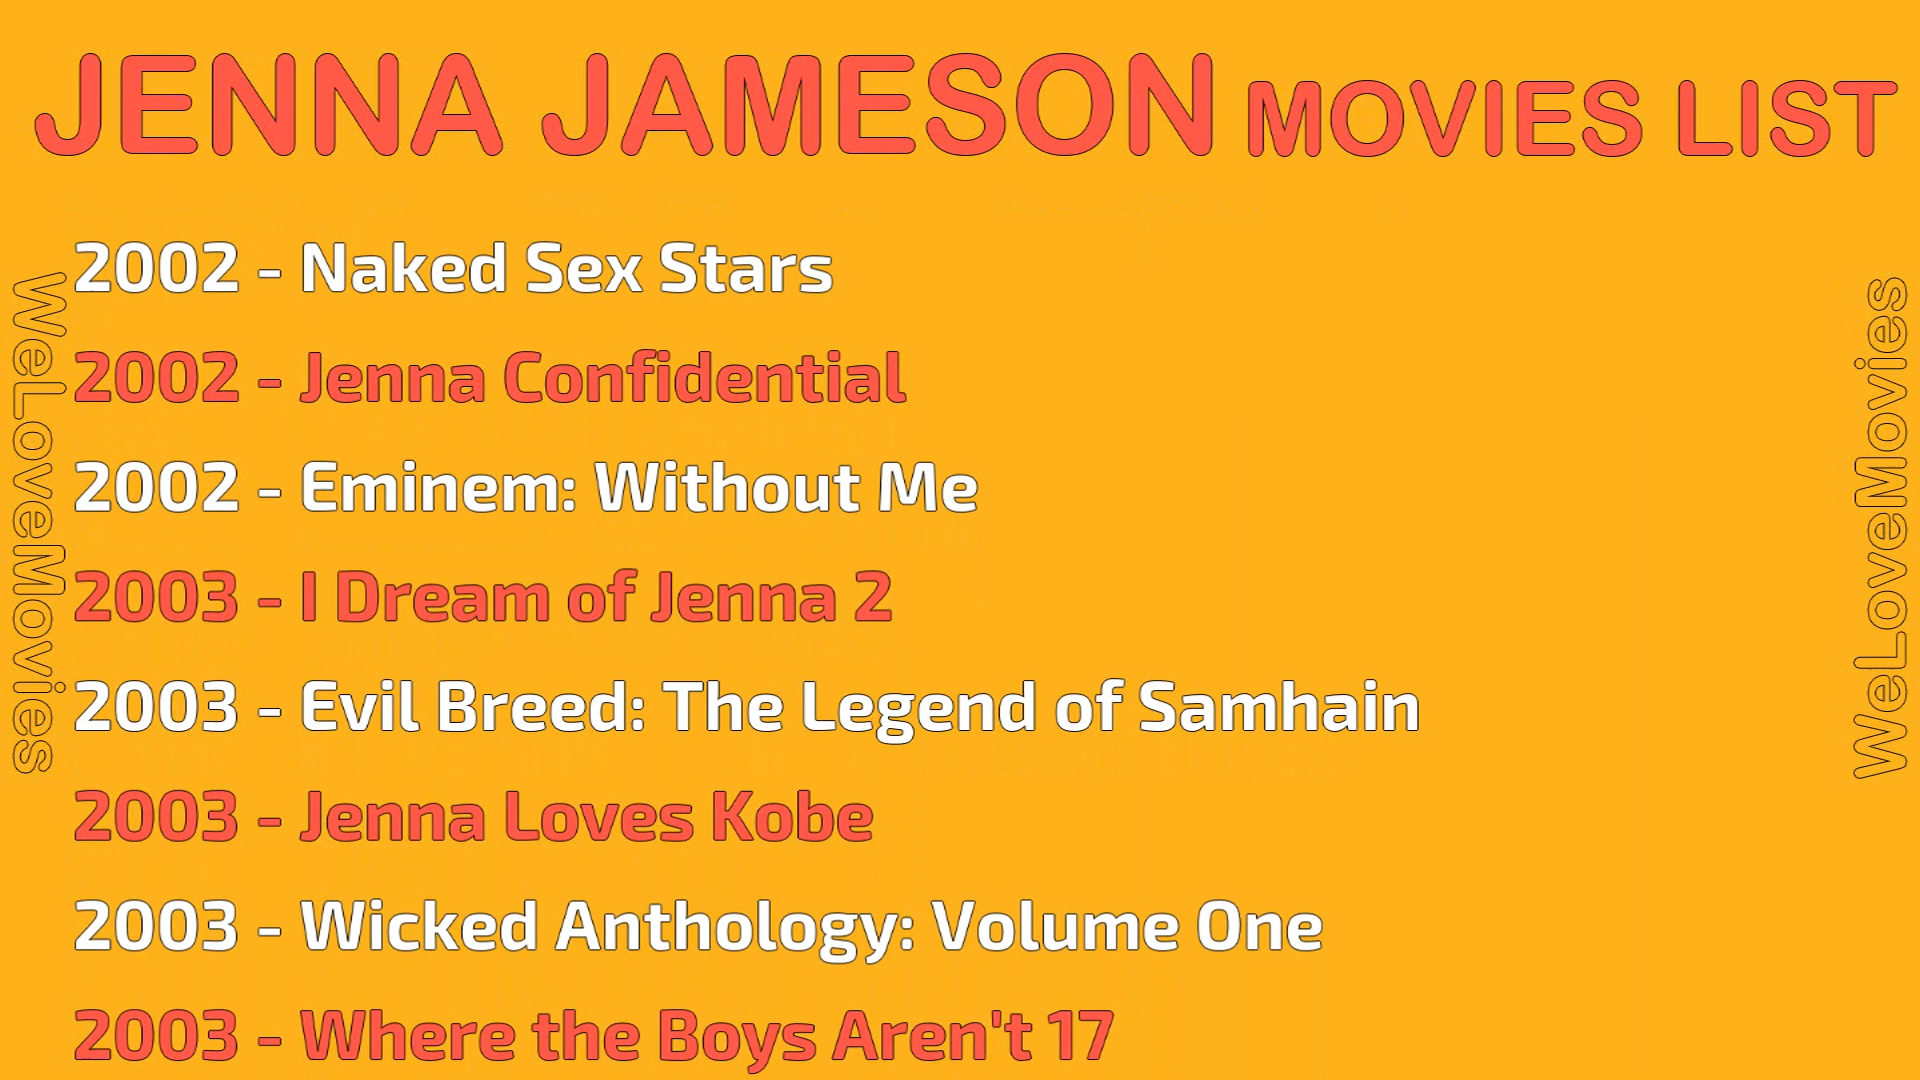 JENNA JAMESON MOVIES LIST
2002 - Naked Sex Stars
2002 - Jenna Confidential
2002 - Eminem: Without Me
2003 - I Dream of Jenna 2
2003 - Evil Breed: The Legend of Samhain
2003 - Jenna Loves Kobe
2003 - Wicked Anthology: Volume One
2003 - Where the Boys Aren't 17
WeLoveMovies
WeLoveMovies